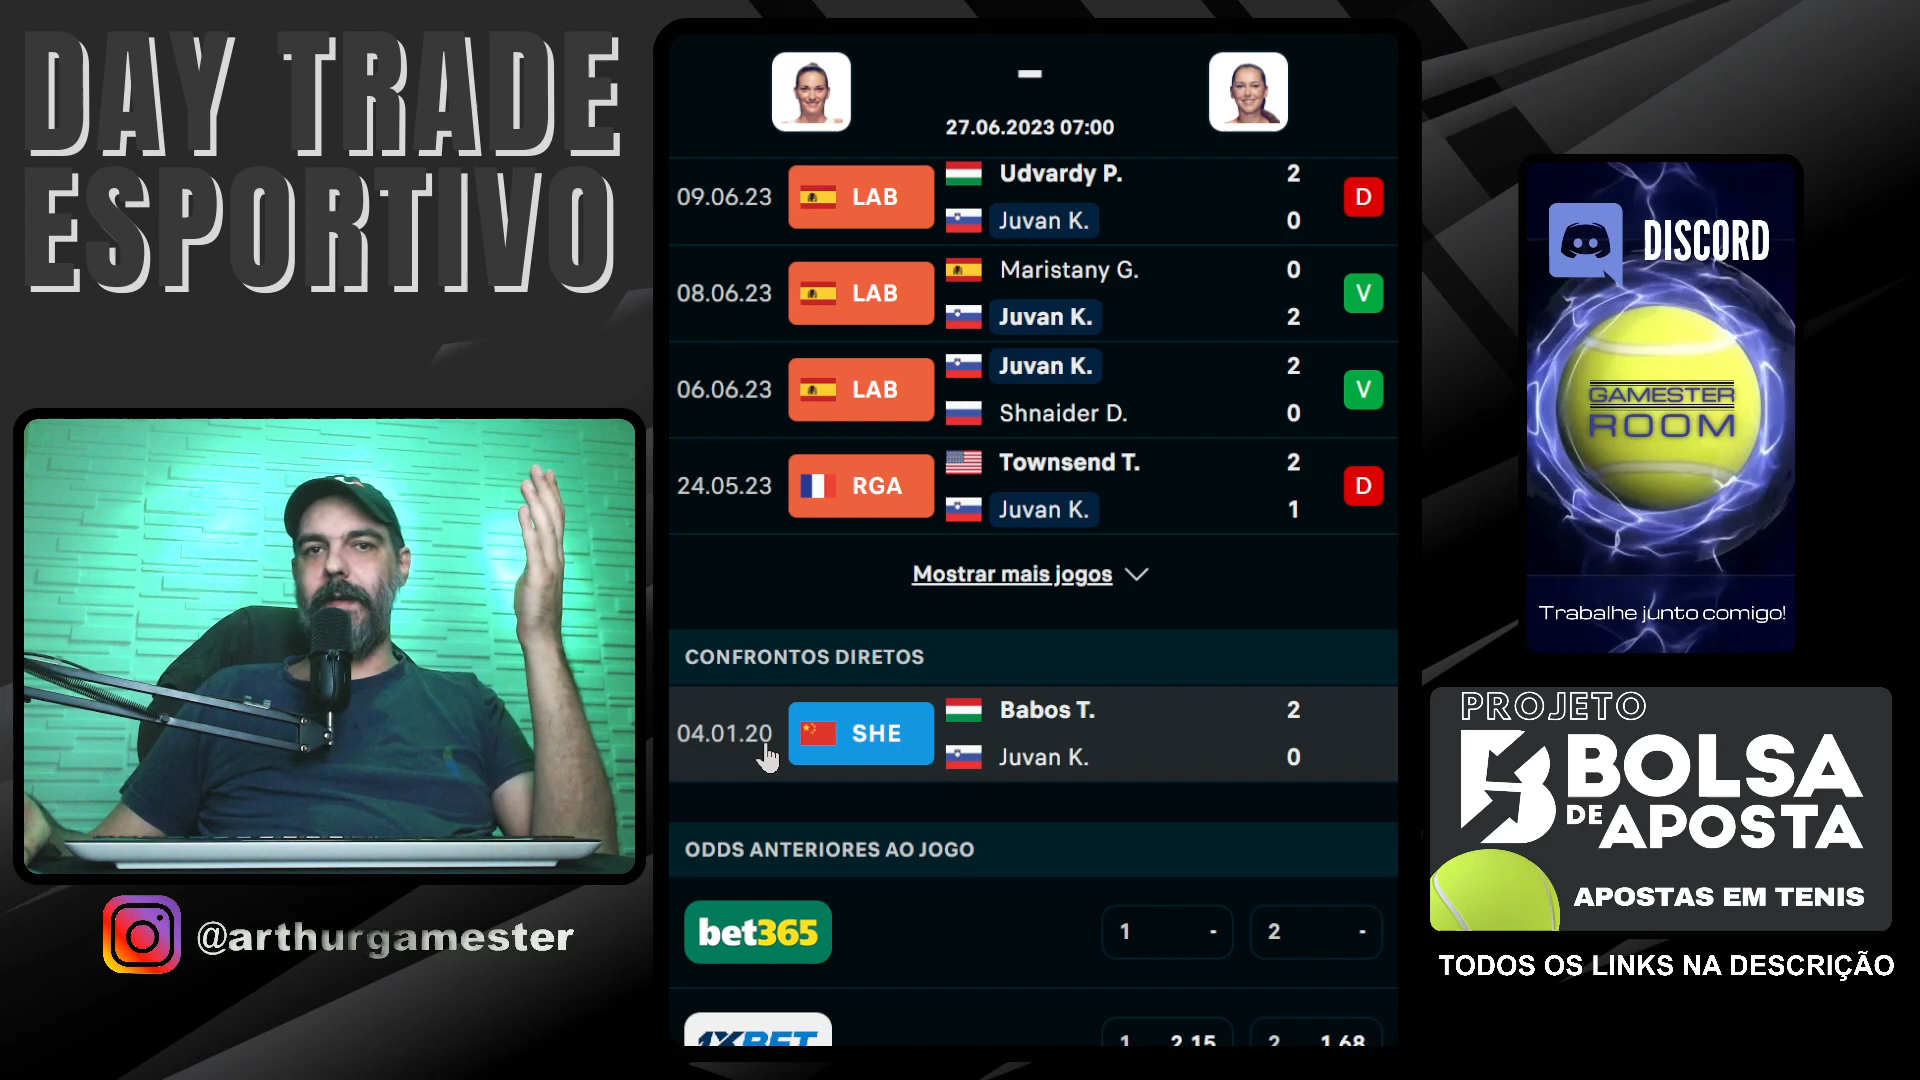 DAY TRADE
ESPORTIVO
@arthurgamester
27.06.2023 07:00
09.06.23
LAB
Udvardy P.
2
Juvan K.
0
D
08.06.23
LAB
Maristany G.
0
Juvan K.
2
V
06.06.23
LAB
Juvan K.
2
Shnaider D.
0
V
24.05.23
RGA
Townsend T.
2
Juvan K.
1
D
Mostrar mais jogos
CONFRONTOS DIRETOS
04.01.20
SHE
Babos T.
2
Juvan K.
0
ODDS ANTERIORES AO JOGO
bet365
1 -
2 -
1XBET
1 2.15
2 1.68
DISCORD
GAMESTER
ROOM
Trabalhe junto comigo!
PROJETO
BOLSA
DE APOSTA
APOSTAS EM TENIS
TODOS OS LINKS NA DESCRIÇÃO